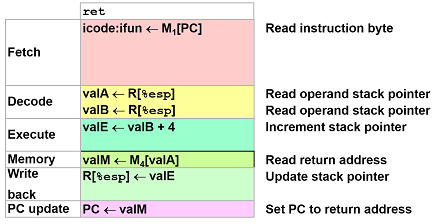 ret
Fetch icode:ifun ← M₁[PC] Read instruction byte
Decode valA ← R[%esp] Read operand stack pointer
valB ← R[%esp] Read operand stack pointer
Execute valE ← valB + 4 Increment stack pointer
Memory valM ← M₄[valA] Read return address
Write R[%esp] ← valE Update stack pointer
back
PC update PC ← valM Set PC to return address